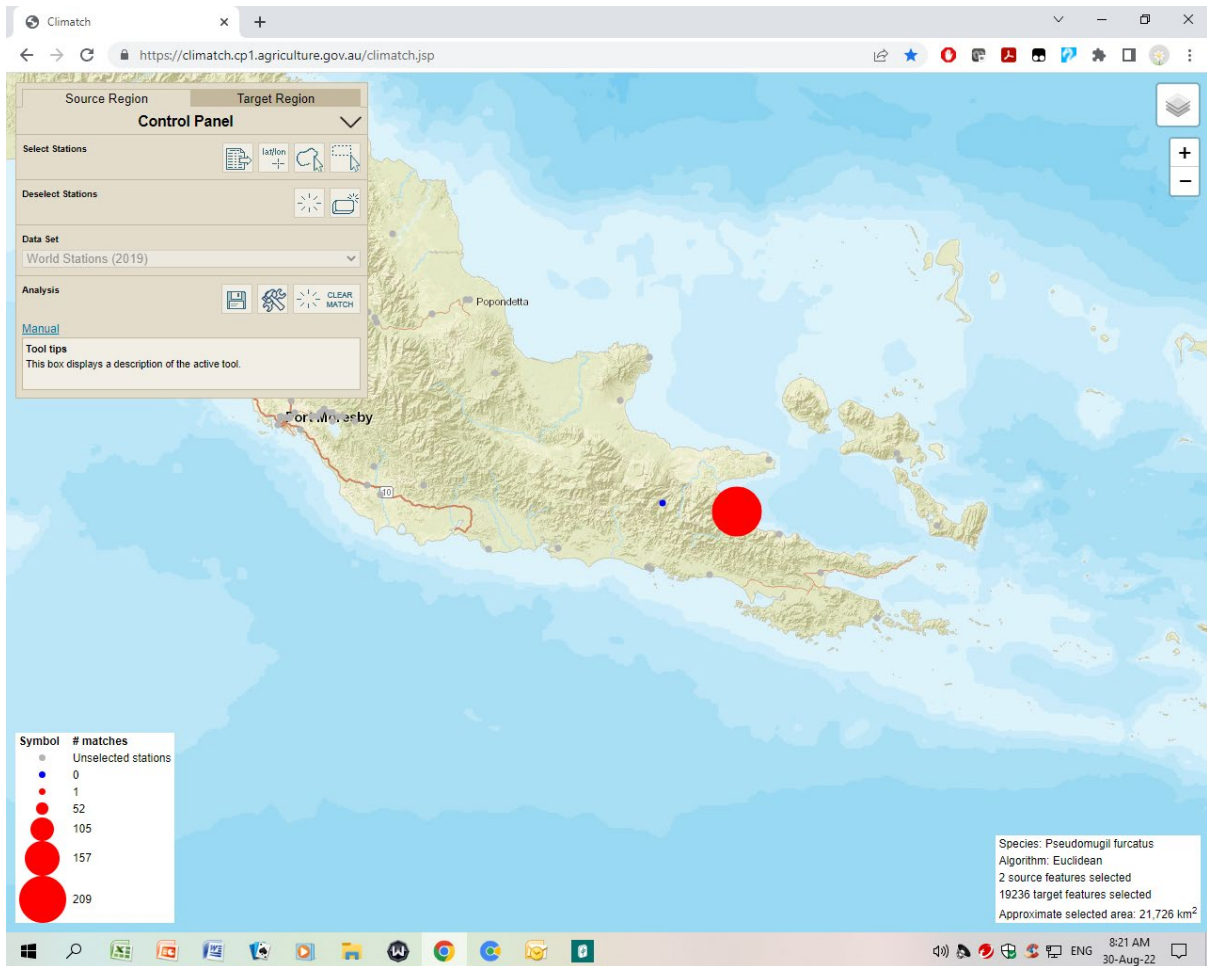 Climatch
https://climatch.cp1.agriculture.gov.au/climatch.jsp
Source Region Target Region
Control Panel
Select Stations
lat/lon
Deselect Stations
Data Set
World Stations (2019)
Analysis
CLEAR
MATCH
Manual
Tool tips
This box displays a description of the active tool.
+
−
Popondetta
Port Moresby
10
Symbol # matches
Unselected stations
0
1
52
105
157
209
Species: Pseudomugil furcatus
Algorithm: Euclidean
2 source features selected
19236 target features selected
Approximate selected area: 21,726 km²
ENG
8:21 AM
30-Aug-22